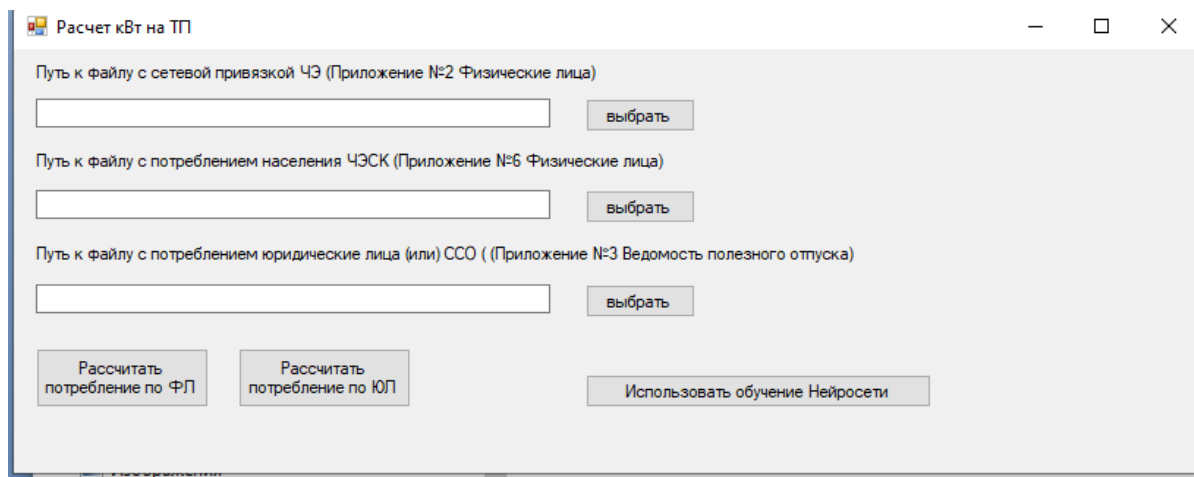 Расчет кВт на ТП
Путь к файлу с сетевой привязкой ЧЭ (Приложение №2 Физические лица)
выбрать
Путь к файлу с потреблением населения ЧЭСК (Приложение №6 Физические лица)
выбрать
Путь к файлу с потреблением юридические лица (или) ССО ( (Приложение №3 Ведомость полезного отпуска)
выбрать
Рассчитать
потребление по ФЛ
Рассчитать
потребление по ЮЛ
Использовать обучение Нейросети